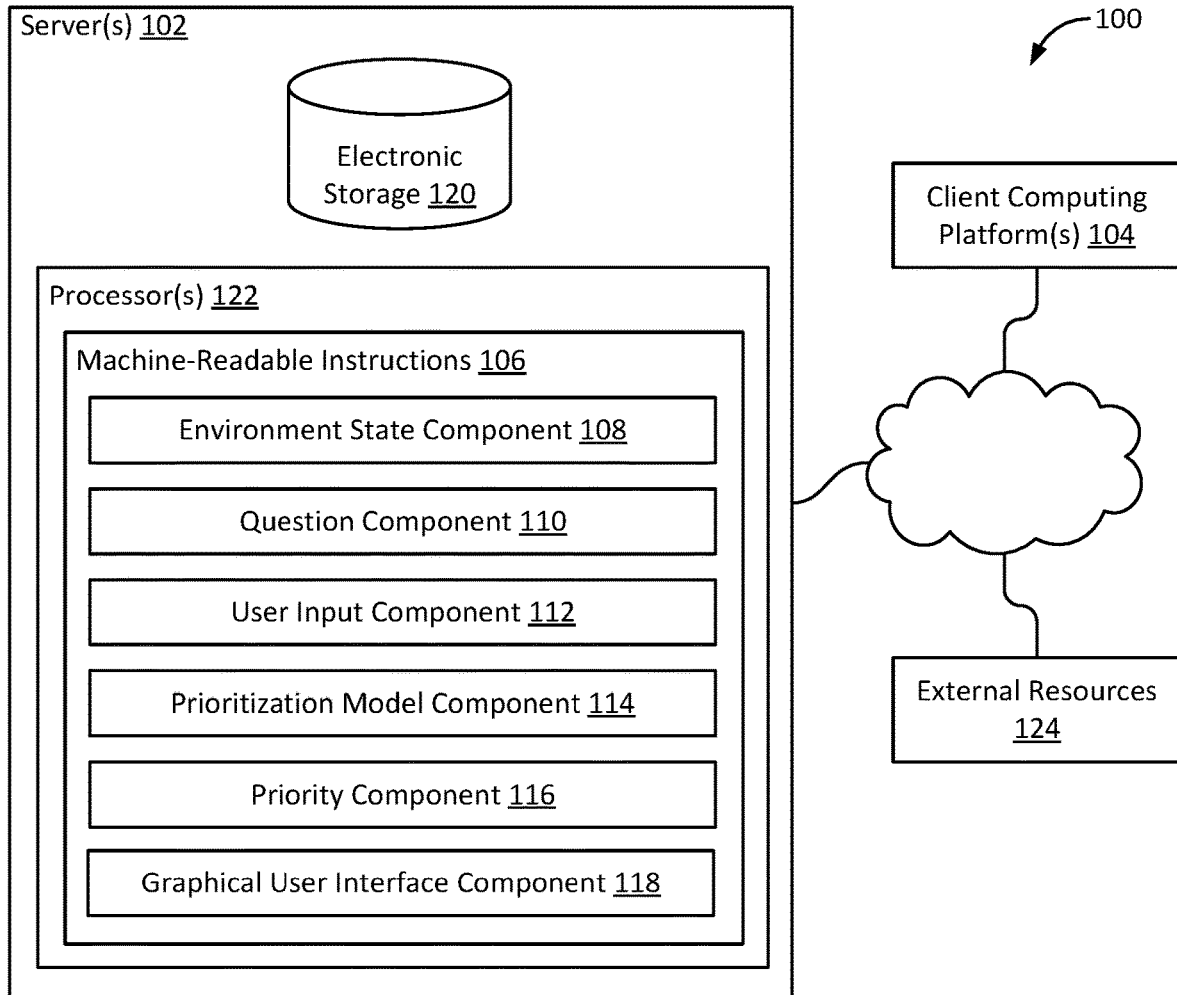 Server(s) 102
100
Electronic
Storage 120
Client Computing
Platform(s) 104
Processor(s) 122
Machine-Readable Instructions 106
Environment State Component 108
Question Component 110
User Input Component 112
Prioritization Model Component 114
External Resources
124
Priority Component 116
Graphical User Interface Component 118